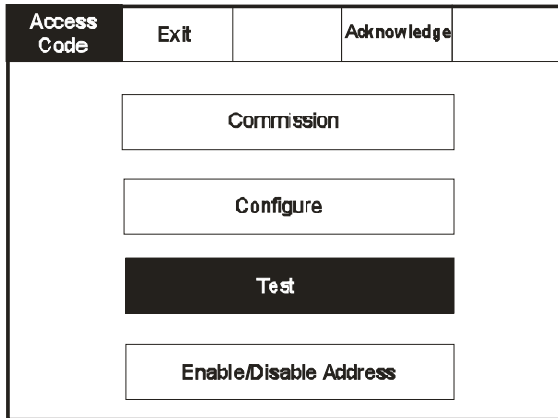 Access
Code
Exit
Acknowledge
Commission
Configure
Test
Enable/Disable Address